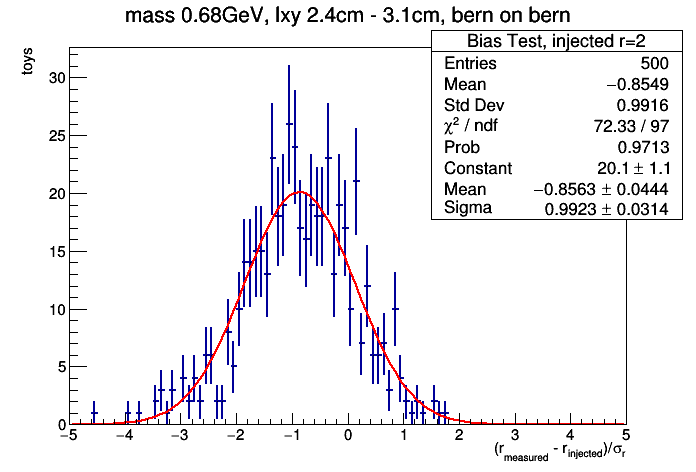 mass 0.68GeV, lxy 2.4cm - 3.1cm, bern on bern
toys
Bias Test, injected r=2
Entries 500
Mean −0.8549
Std Dev 0.9916
χ² / ndf 72.33 / 97
Prob 0.9713
Constant 20.1 ± 1.1
Mean −0.8563 ± 0.0444
Sigma 0.9923 ± 0.0314
30
25
20
15
10
5
0
−5 −4 −3 −2 −1 0 1 2 3 4 5
(r_measured - r_injected)/σ_r